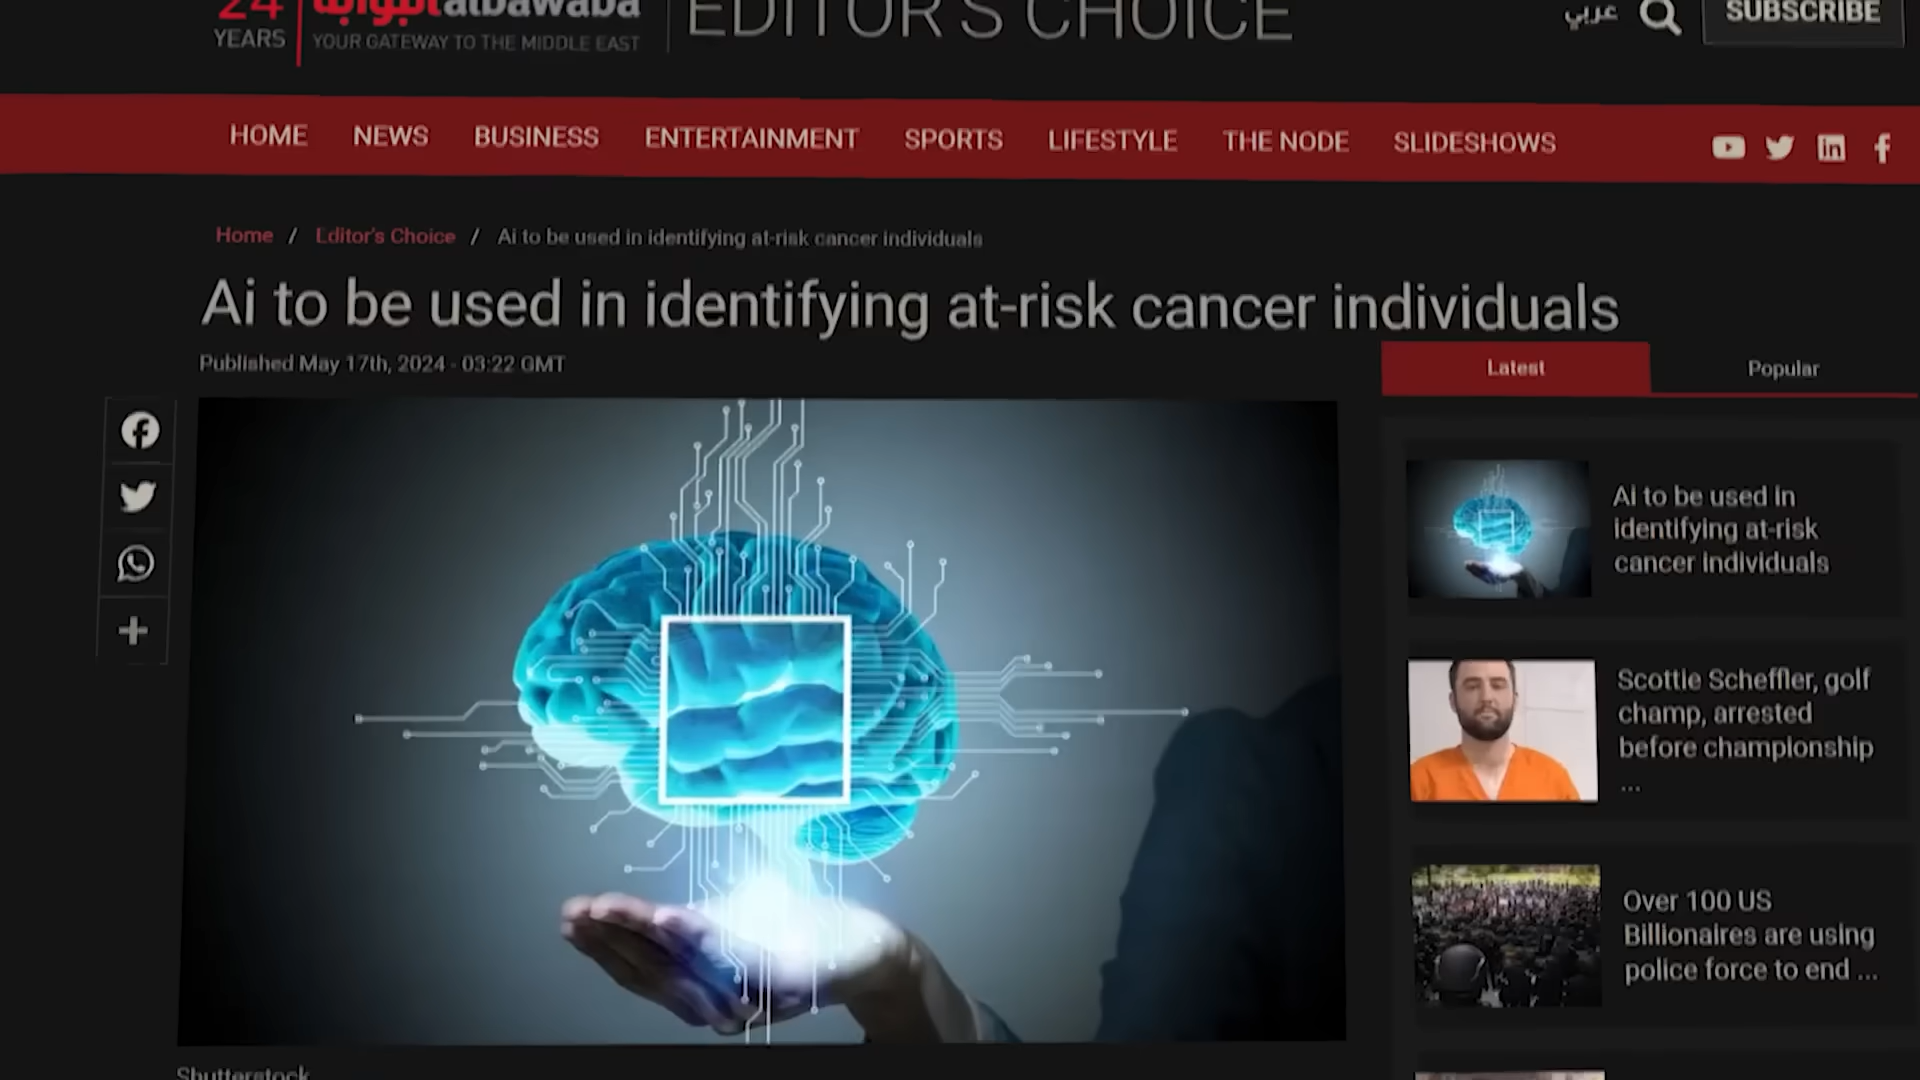 24 البوابة albawaba
YEARS YOUR GATEWAY TO THE MIDDLE EAST
EDITOR'S CHOICE
عربي
SUBSCRIBE
HOME NEWS BUSINESS ENTERTAINMENT SPORTS LIFESTYLE THE NODE SLIDESHOWS
Home / Editor's Choice / Ai to be used in identifying at-risk cancer individuals
Ai to be used in identifying at-risk cancer individuals
Published May 17th, 2024 - 03:22 GMT
Latest Popular
Ai to be used in
identifying at-risk
cancer individuals
Scottie Scheffler, golf
champ, arrested
before championship
...
Over 100 US
Billionaires are using
police force to end ...
Shutterstock